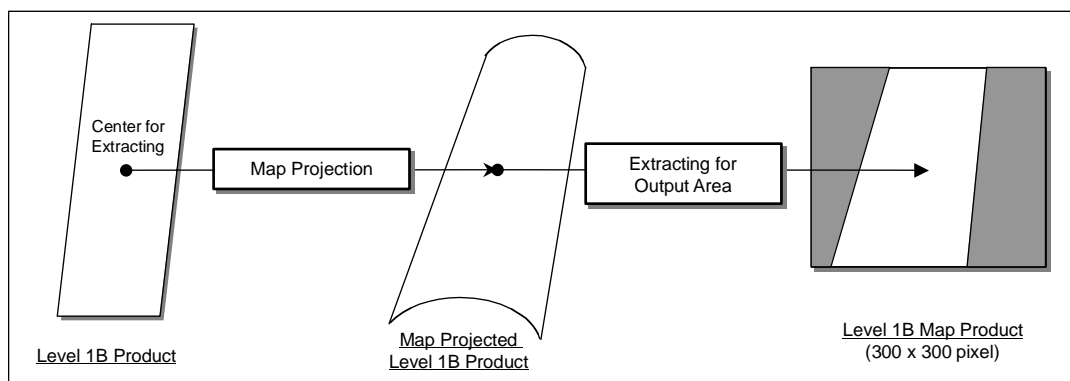 Center for
Extracting
Map Projection
Extracting for
Output Area
Level 1B Product
Map Projected
Level 1B Product
Level 1B Map Product
(300 x 300 pixel)